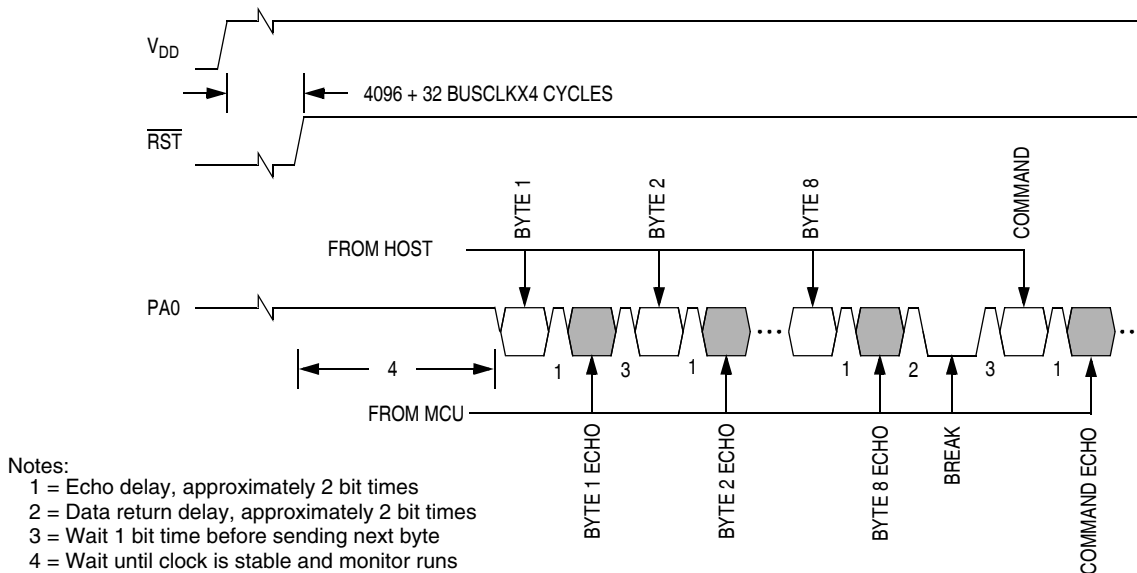 V_DD
4096 + 32 BUSCLKX4 CYCLES
RST
BYTE 1
BYTE 2
BYTE 8
COMMAND
FROM HOST
PA0
4
1
3
1
1
2
3
1
FROM MCU
BYTE 1 ECHO
BYTE 2 ECHO
BYTE 8 ECHO
BREAK
COMMAND ECHO
Notes:
1 = Echo delay, approximately 2 bit times
2 = Data return delay, approximately 2 bit times
3 = Wait 1 bit time before sending next byte
4 = Wait until clock is stable and monitor runs